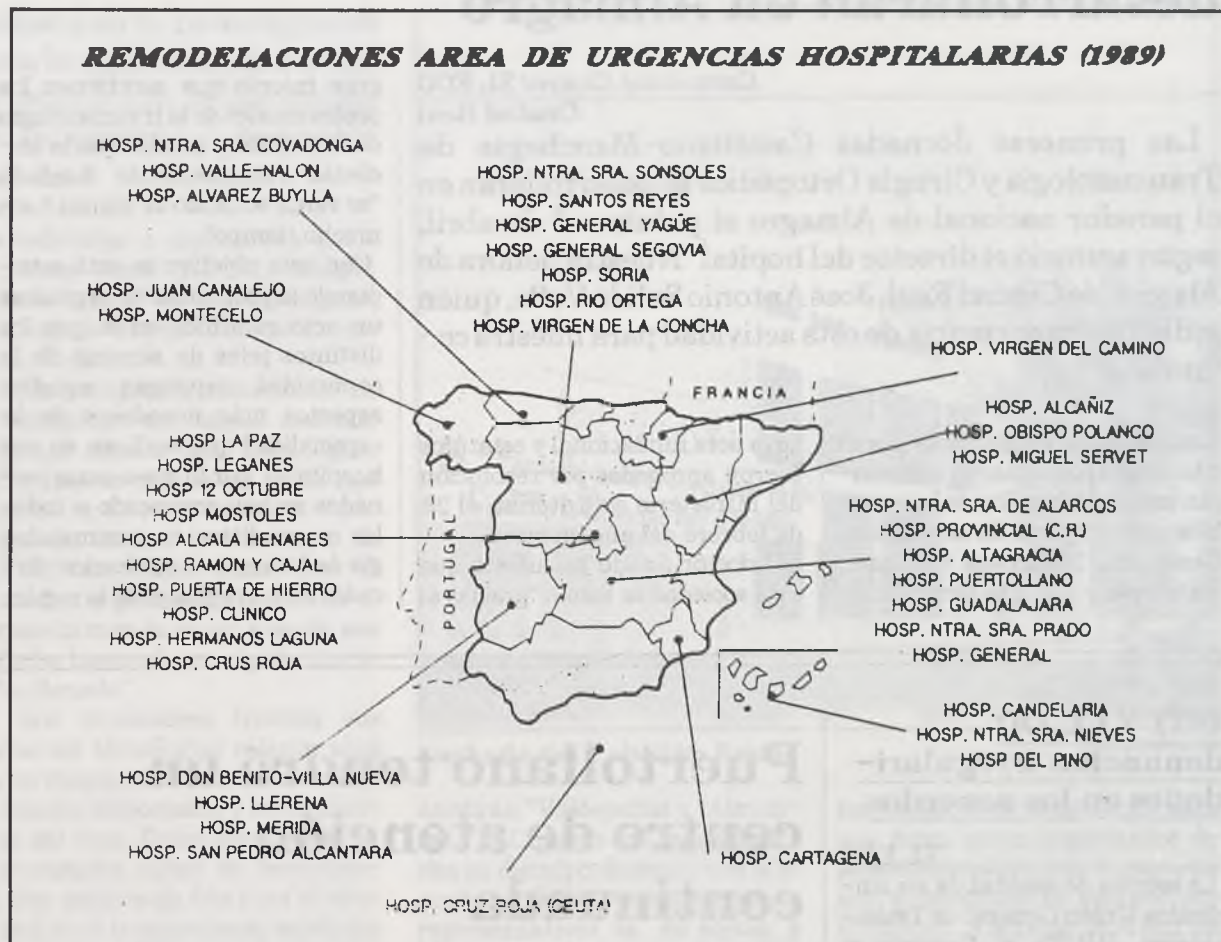 REMODELACIONES AREA DE URGENCIAS HOSPITALARIAS (1989)
HOSP. NTRA. SRA. COVADONGA
HOSP. VALLE-NALON
HOSP. ALVAREZ BUYLLA
HOSP. NTRA. SRA. SONSOLES
HOSP. SANTOS REYES
HOSP. GENERAL YAGÜE
HOSP. GENERAL SEGOVIA
HOSP. SORIA
HOSP. RIO ORTEGA
HOSP. VIRGEN DE LA CONCHA
HOSP. JUAN CANALEJO
HOSP. MONTECELO
HOSP. VIRGEN DEL CAMINO
FRANCIA
HOSP. ALCAÑIZ
HOSP. OBISPO POLANCO
HOSP. MIGUEL SERVET
HOSP. LA PAZ
HOSP. LEGANES
HOSP 12 OCTUBRE
HOSP MOSTOLES
HOSP ALCALA HENARES
HOSP. RAMON Y CAJAL
HOSP. PUERTA DE HIERRO
HOSP. CLINICO
HOSP. HERMANOS LAGUNA
HOSP. CRUS ROJA
PORTUGAL
HOSP. NTRA. SRA. DE ALARCOS
HOSP. PROVINCIAL (C.R.)
HOSP. ALTAGRACIA
HOSP. PUERTOLLANO
HOSP. GUADALAJARA
HOSP. NTRA. SRA. PRADO
HOSP. GENERAL
HOSP. CANDELARIA
HOSP. NTRA. SRA. NIEVES
HOSP DEL PINO
HOSP. DON BENITO-VILLA NUEVA
HOSP. LLERENA
HOSP. MERIDA
HOSP. SAN PEDRO ALCANTARA
HOSP. CARTAGENA
HOSP. CRUZ ROJA (CEUTA)